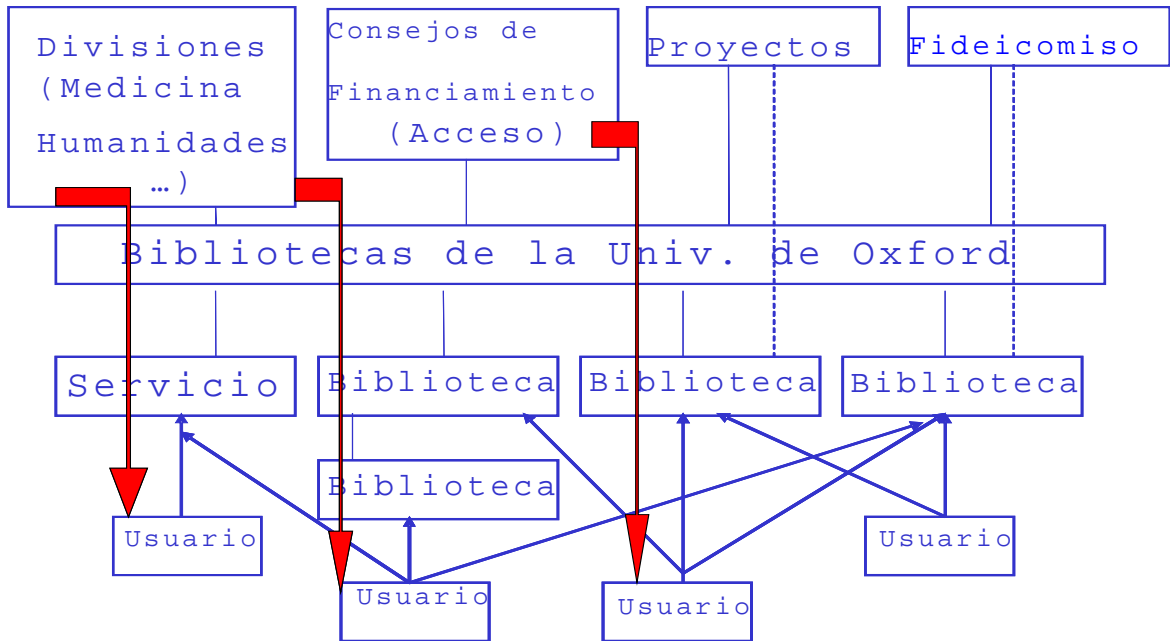 Divisiones
(Medicina
Humanidades
…)
Consejos de
Financiamiento
(Acceso)
Proyectos
Fideicomiso
Bibliotecas de la Univ. de Oxford
Servicio
Biblioteca
Biblioteca
Biblioteca
Biblioteca
Usuario
Usuario
Usuario
Usuario